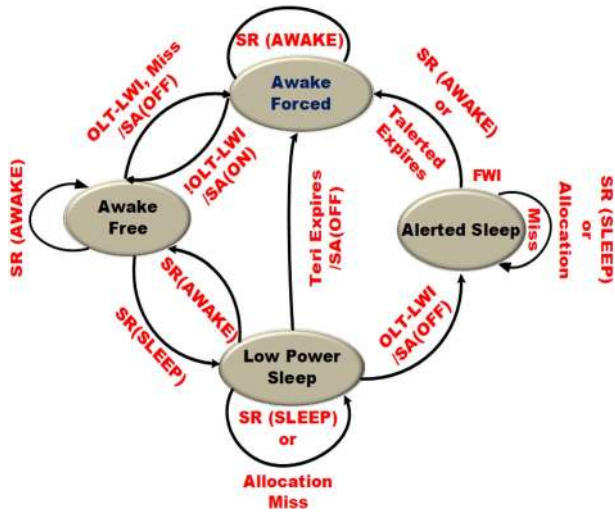 SR (AWAKE)
Awake
Forced
OLT-LWI, Miss
/SA(OFF)
!OLT-LWI
/SA(ON)
SR (AWAKE)
or
Talerted
Expires
SR (AWAKE)
Awake
Free
Teri Expires
/SA(OFF)
FWI
Alerted Sleep
Miss
Allocation
or
SR (SLEEP)
SR(AWAKE)
SR(SLEEP)
OLT-LWI
/SA(OFF)
Low Power
Sleep
SR (SLEEP)
or
Allocation
Miss